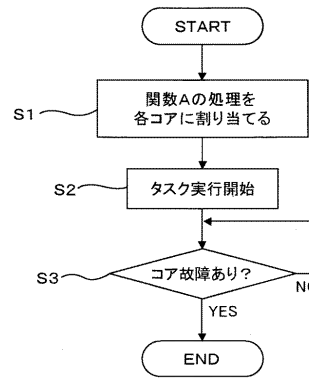 START
S1
関数Aの処理を
各コアに割り当てる
S2
タスク実行開始
S3
コア故障あり?
NO
YES
END